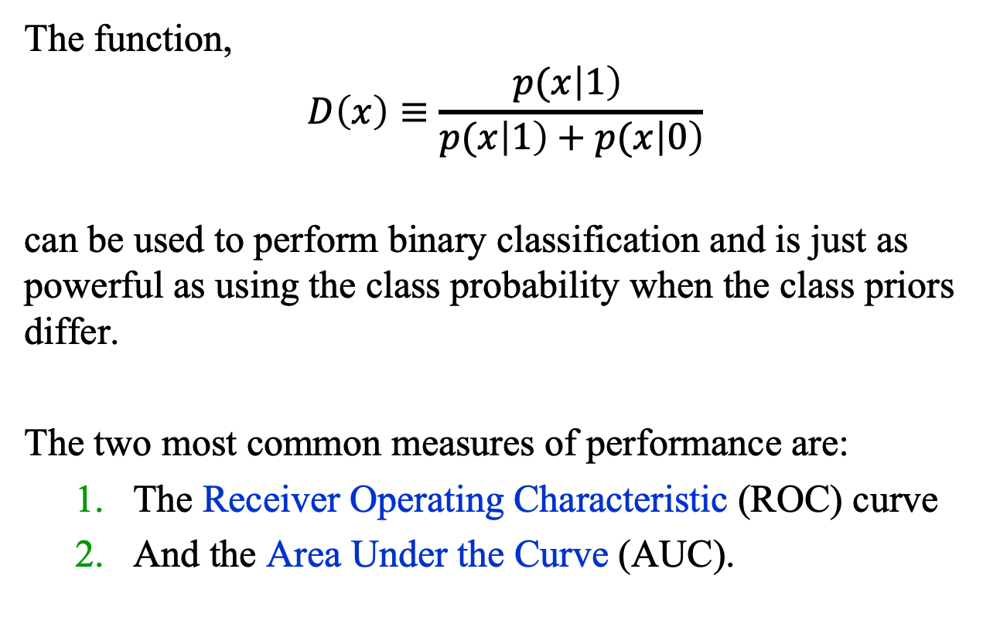 The function,
D(x) ≡ p(x|1) / p(x|1) + p(x|0)
can be used to perform binary classification and is just as
powerful as using the class probability when the class priors
differ.
The two most common measures of performance are:
1. The Receiver Operating Characteristic (ROC) curve
2. And the Area Under the Curve (AUC).